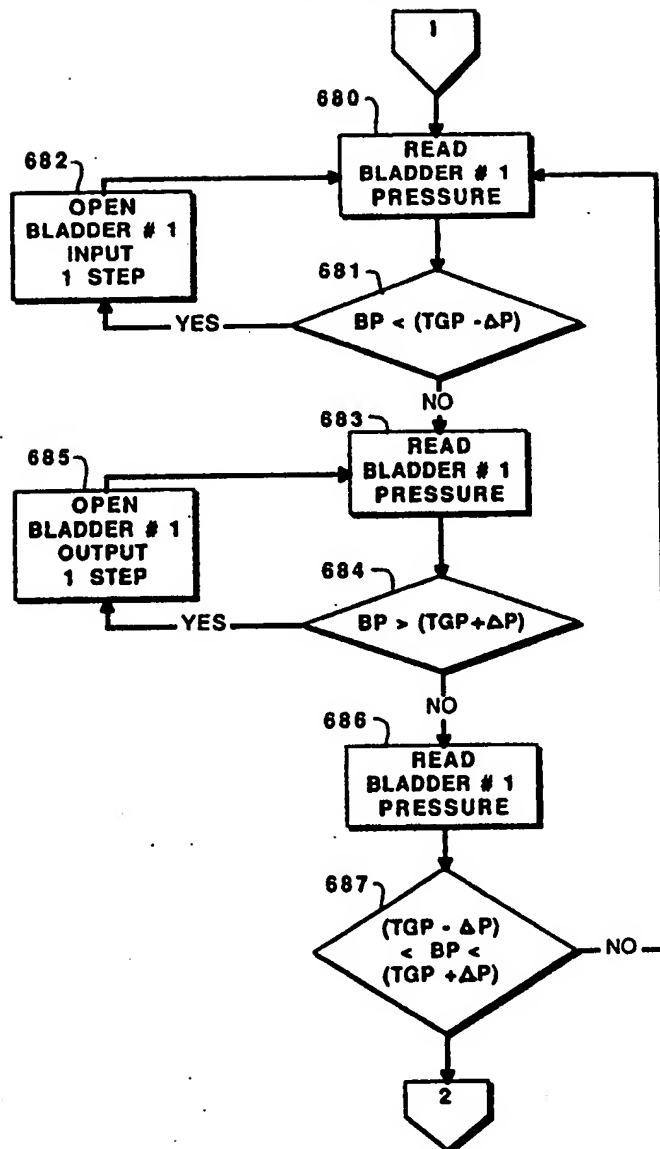 1
680
READ
BLADDER # 1
PRESSURE
682
OPEN
BLADDER # 1
INPUT
1 STEP
681
BP < (TGP - ΔP)
YES
NO
683
READ
BLADDER # 1
PRESSURE
685
OPEN
BLADDER # 1
OUTPUT
1 STEP
684
BP > (TGP+ΔP)
YES
NO
686
READ
BLADDER # 1
PRESSURE
687
(TGP - ΔP)
< BP <
(TGP +ΔP)
NO
2